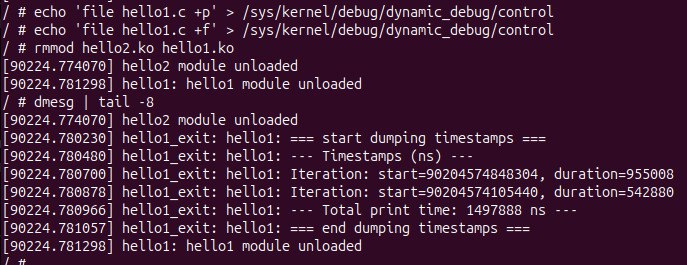 / # echo 'file hello1.c +p' > /sys/kernel/debug/dynamic_debug/control
/ # echo 'file hello1.c +f' > /sys/kernel/debug/dynamic_debug/control
/ # rmmod hello2.ko hello1.ko
[90224.774070] hello2 module unloaded
[90224.781298] hello1: hello1 module unloaded
/ # dmesg | tail -8
[90224.774070] hello2 module unloaded
[90224.780230] hello1_exit: hello1: === start dumping timestamps ===
[90224.780480] hello1_exit: hello1: --- Timestamps (ns) ---
[90224.780700] hello1_exit: hello1: Iteration: start=90204574848304, duration=955008
[90224.780878] hello1_exit: hello1: Iteration: start=90204574105440, duration=542880
[90224.780966] hello1_exit: hello1: --- Total print time: 1497888 ns ---
[90224.781057] hello1_exit: hello1: === end dumping timestamps ===
[90224.781298] hello1: hello1 module unloaded
/ #